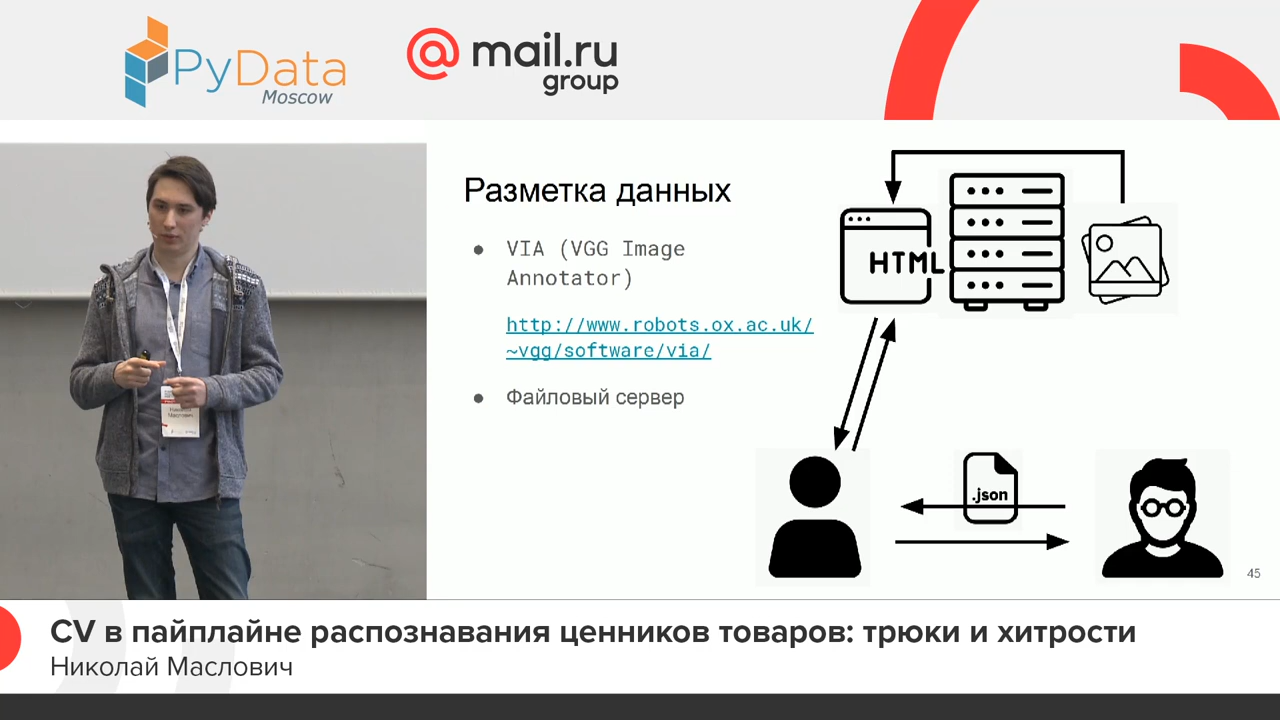 PyData
Moscow
@mail.ru
group
Разметка данных
● VIA (VGG Image
Annotator)
http://www.robots.ox.ac.uk/
~vgg/software/via/
● Файловый сервер
HTML
.json
45
Маслович
CV в пайплайне распознавания ценников товаров: трюки и хитрости
Николай Маслович